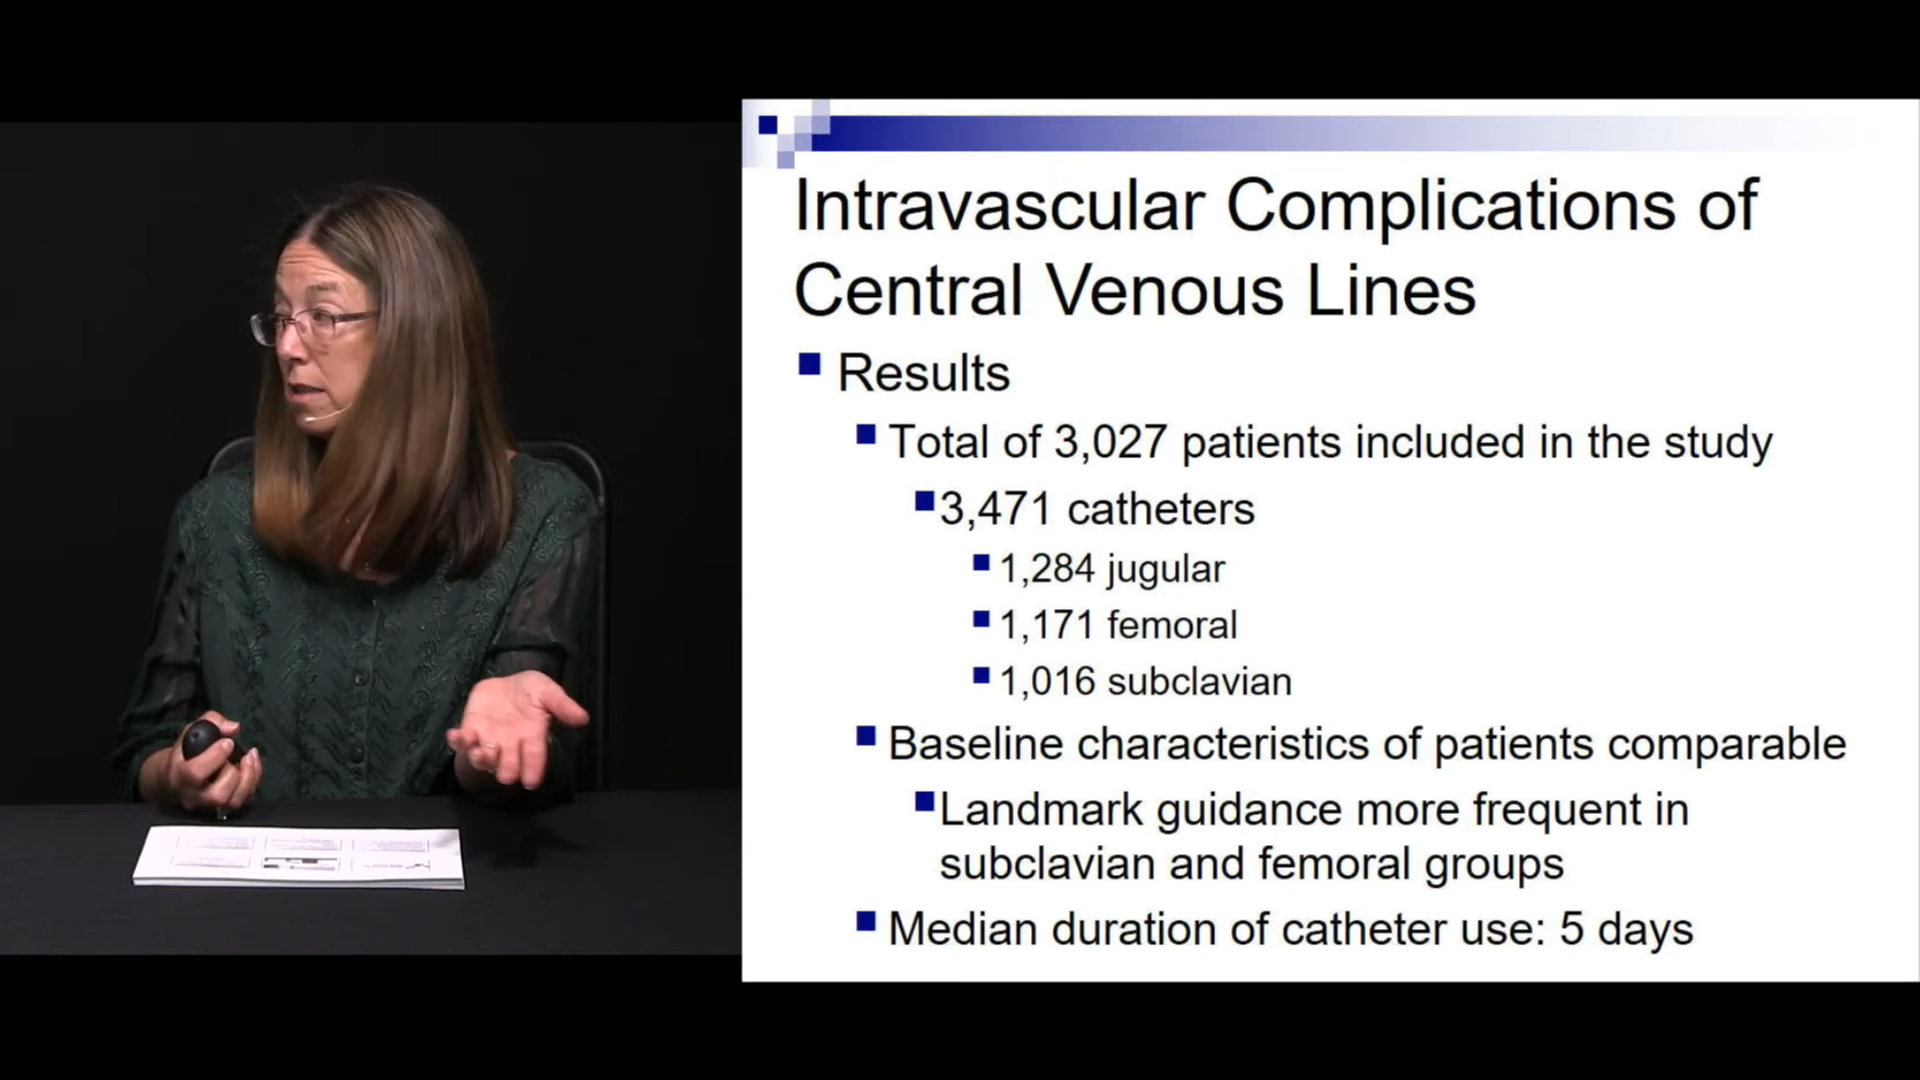 Intravascular Complications of
Central Venous Lines
Results
Total of 3,027 patients included in the study
3,471 catheters
1,284 jugular
1,171 femoral
1,016 subclavian
Baseline characteristics of patients comparable
Landmark guidance more frequent in
subclavian and femoral groups
Median duration of catheter use: 5 days